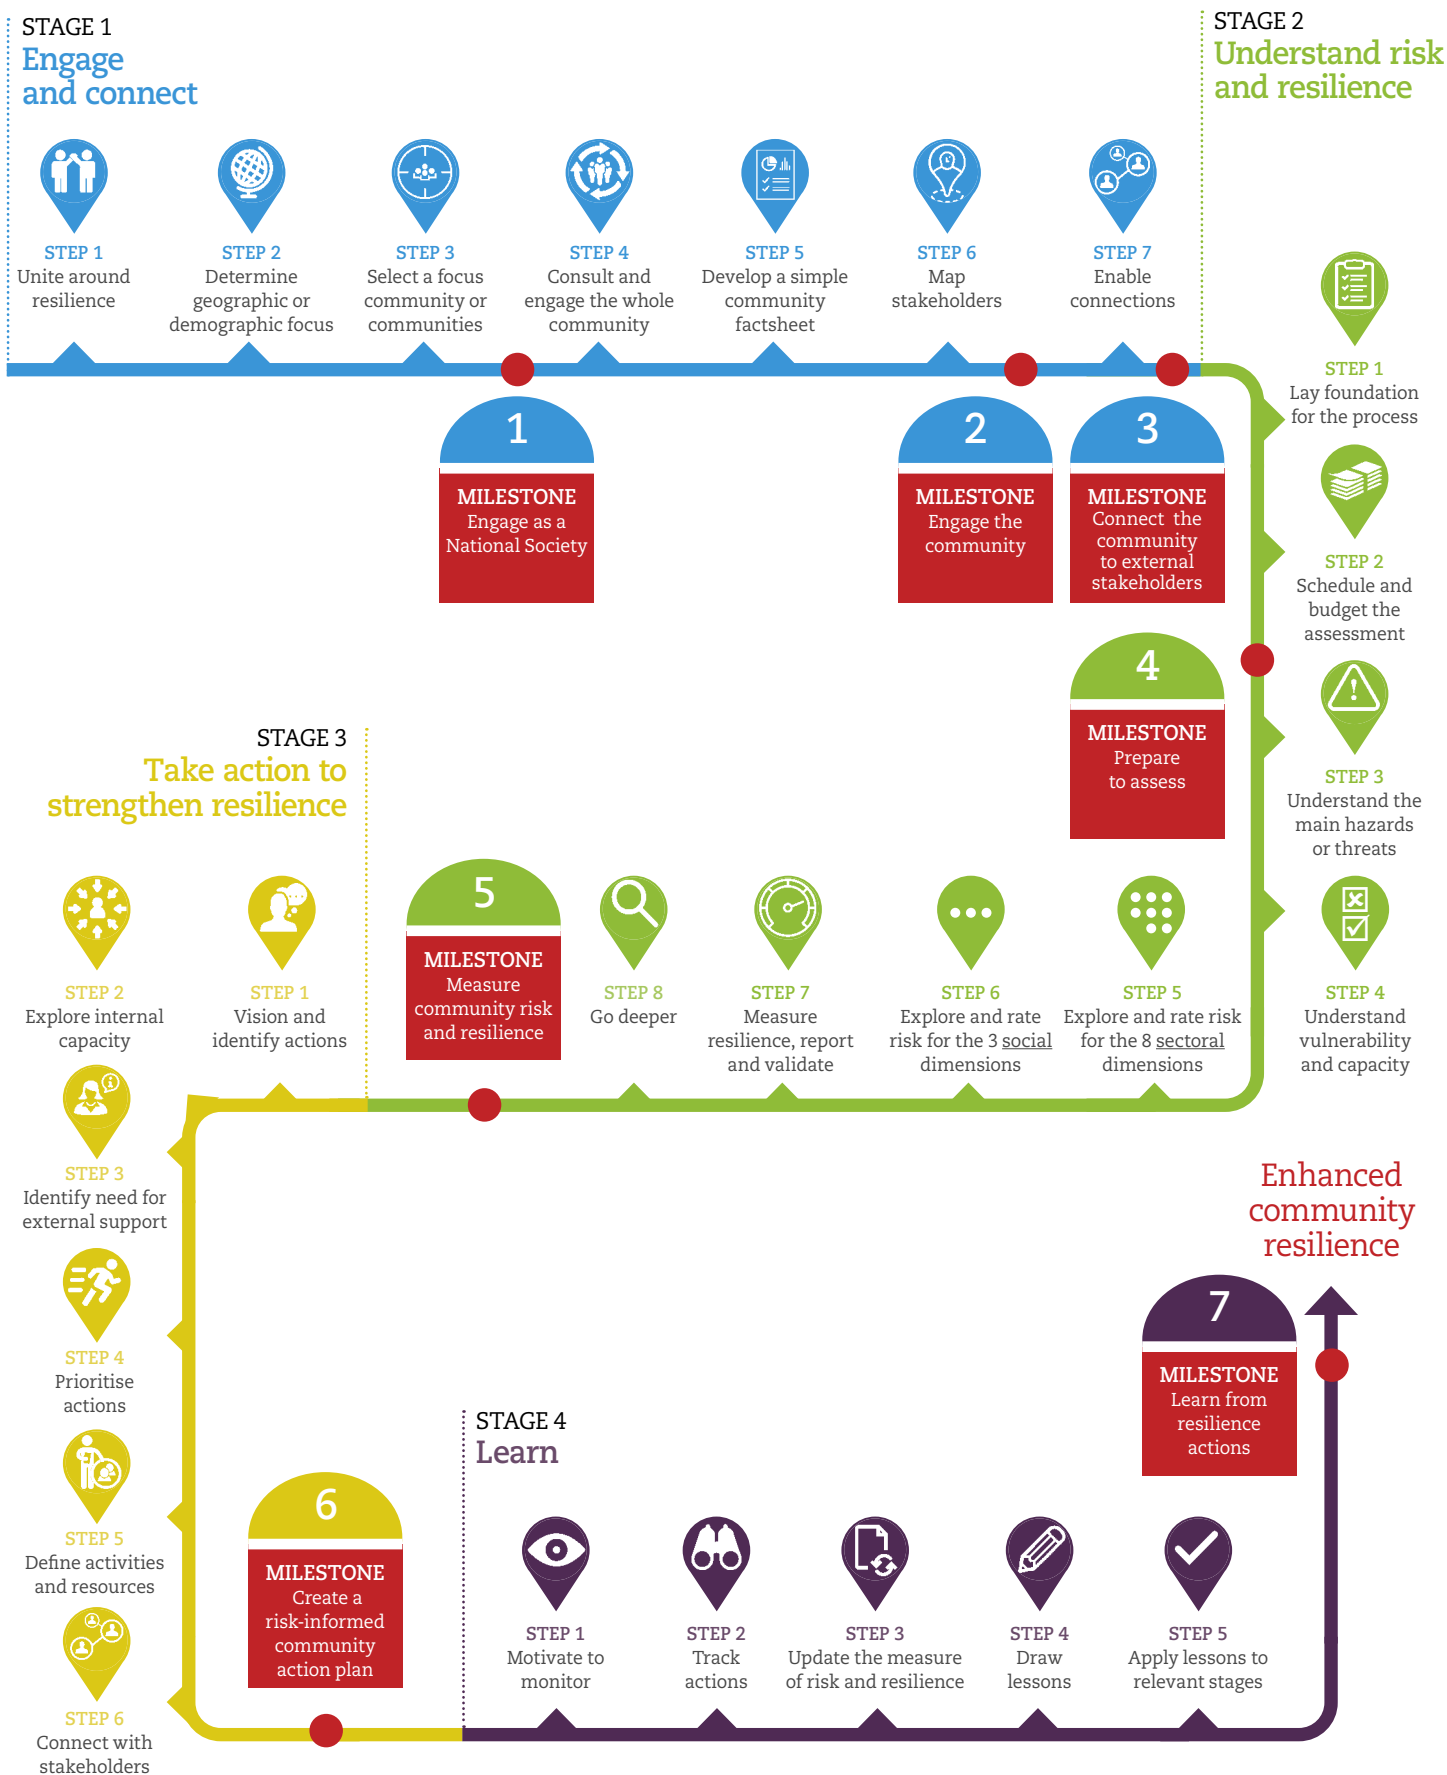 STAGE 1
Engage
and connect
STEP 1
Unite around
resilience
STEP 2
Determine
geographic or
demographic focus
STEP 3
Select a focus
community or
communities
STEP 4
Consult and
engage the whole
community
STEP 5
Develop a simple
community
factsheet
STEP 6
Map
stakeholders
STEP 7
Enable
connections
1
MILESTONE
Engage as a
National Society
2
MILESTONE
Engage the
community
3
MILESTONE
Connect the
community
to external
stakeholders
STAGE 2
Understand risk
and resilience
STEP 1
Lay foundation
for the process
STEP 2
Schedule and
budget the
assessment
4
MILESTONE
Prepare
to assess
STEP 3
Understand the
main hazards
or threats
STEP 4
Understand
vulnerability
and capacity
STEP 5
Explore and rate risk
for the 8 sectoral
dimensions
STEP 6
Explore and rate
risk for the 3 social
dimensions
STEP 7
Measure
resilience, report
and validate
STEP 8
Go deeper
5
MILESTONE
Measure
community risk
and resilience
STAGE 3
Take action to
strengthen resilience
STEP 1
Vision and
identify actions
STEP 2
Explore internal
capacity
STEP 3
Identify need for
external support
STEP 4
Prioritise
actions
STEP 5
Define activities
and resources
STEP 6
Connect with
stakeholders
6
MILESTONE
Create a
risk-informed
community
action plan
STAGE 4
Learn
STEP 1
Motivate to
monitor
STEP 2
Track
actions
STEP 3
Update the measure
of risk and resilience
STEP 4
Draw
lessons
STEP 5
Apply lessons to
relevant stages
7
MILESTONE
Learn from
resilience
actions
Enhanced
community
resilience